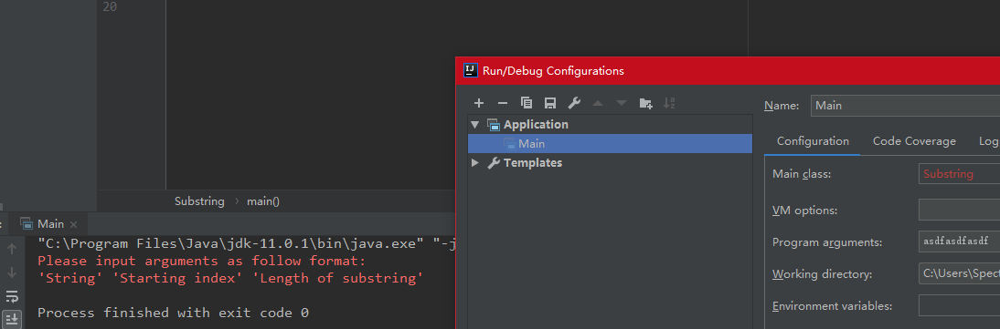 20
Run/Debug Configurations
Name: Main
Application
Main
Templates
Configuration Code Coverage Log
Main class: Substring
VM options:
Program arguments: asdfasdfasdf
Working directory: C:\Users\Spect
Environment variables:
Substring › main()
Main
"C:\Program Files\Java\jdk-11.0.1\bin\java.exe" "-j
Please input arguments as follow format:
'String' 'Starting index' 'Length of substring'
Process finished with exit code 0